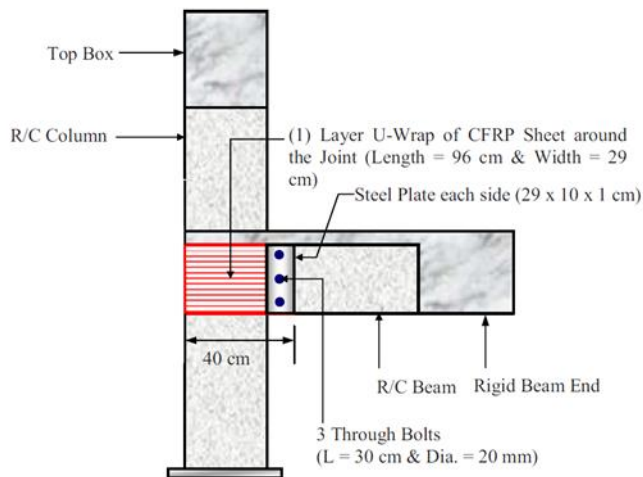 Top Box
R/C Column
(1) Layer U-Wrap of CFRP Sheet around
the Joint (Length = 96 cm & Width = 29
cm)
Steel Plate each side (29 x 10 x 1 cm)
40 cm
R/C Beam
Rigid Beam End
3 Through Bolts
(L = 30 cm & Dia. = 20 mm)